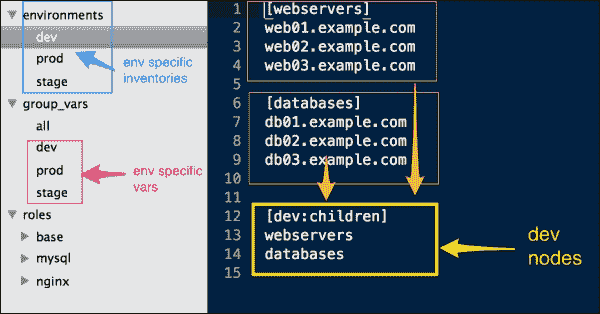 environments
dev
prod
stage
env specific
inventories
group_vars
all
dev
prod
stage
env specific
vars
roles
base
mysql
nginx
1 [webservers]
2 web01.example.com
3 web02.example.com
4 web03.example.com
5
6 [databases]
7 db01.example.com
8 db02.example.com
9 db03.example.com
10
11
12 [dev:children]
13 webservers
14 databases
15
dev
nodes